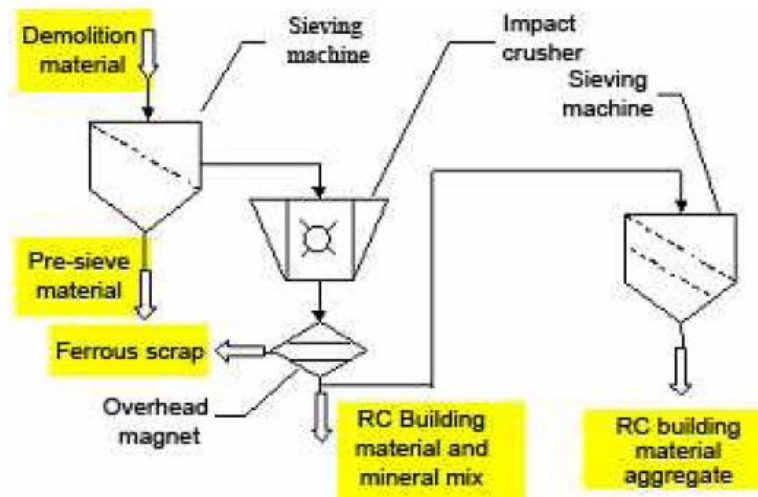 Demolition
material
Sieving
machine
Impact
crusher
Sieving
machine
Pre-sieve
material
Ferrous scrap
Overhead
magnet
RC Building
material and
mineral mix
RC building
material
aggregate